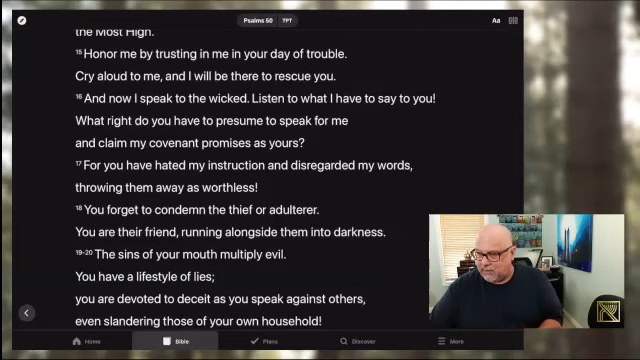 Psalms 50 TPT Aa
the Most High.
15 Honor me by trusting in me in your day of trouble.
Cry aloud to me, and I will be there to rescue you.
16 And now I speak to the wicked. Listen to what I have to say to you!
What right do you have to presume to speak for me
and claim my covenant promises as yours?
17 For you have hated my instruction and disregarded my words,
throwing them away as worthless!
18 You forget to condemn the thief or adulterer.
You are their friend, running alongside them into darkness.
19-20 The sins of your mouth multiply evil.
You have a lifestyle of lies;
you are devoted to deceit as you speak against others,
even slandering those of your own household!
Home Bible Plans Discover More